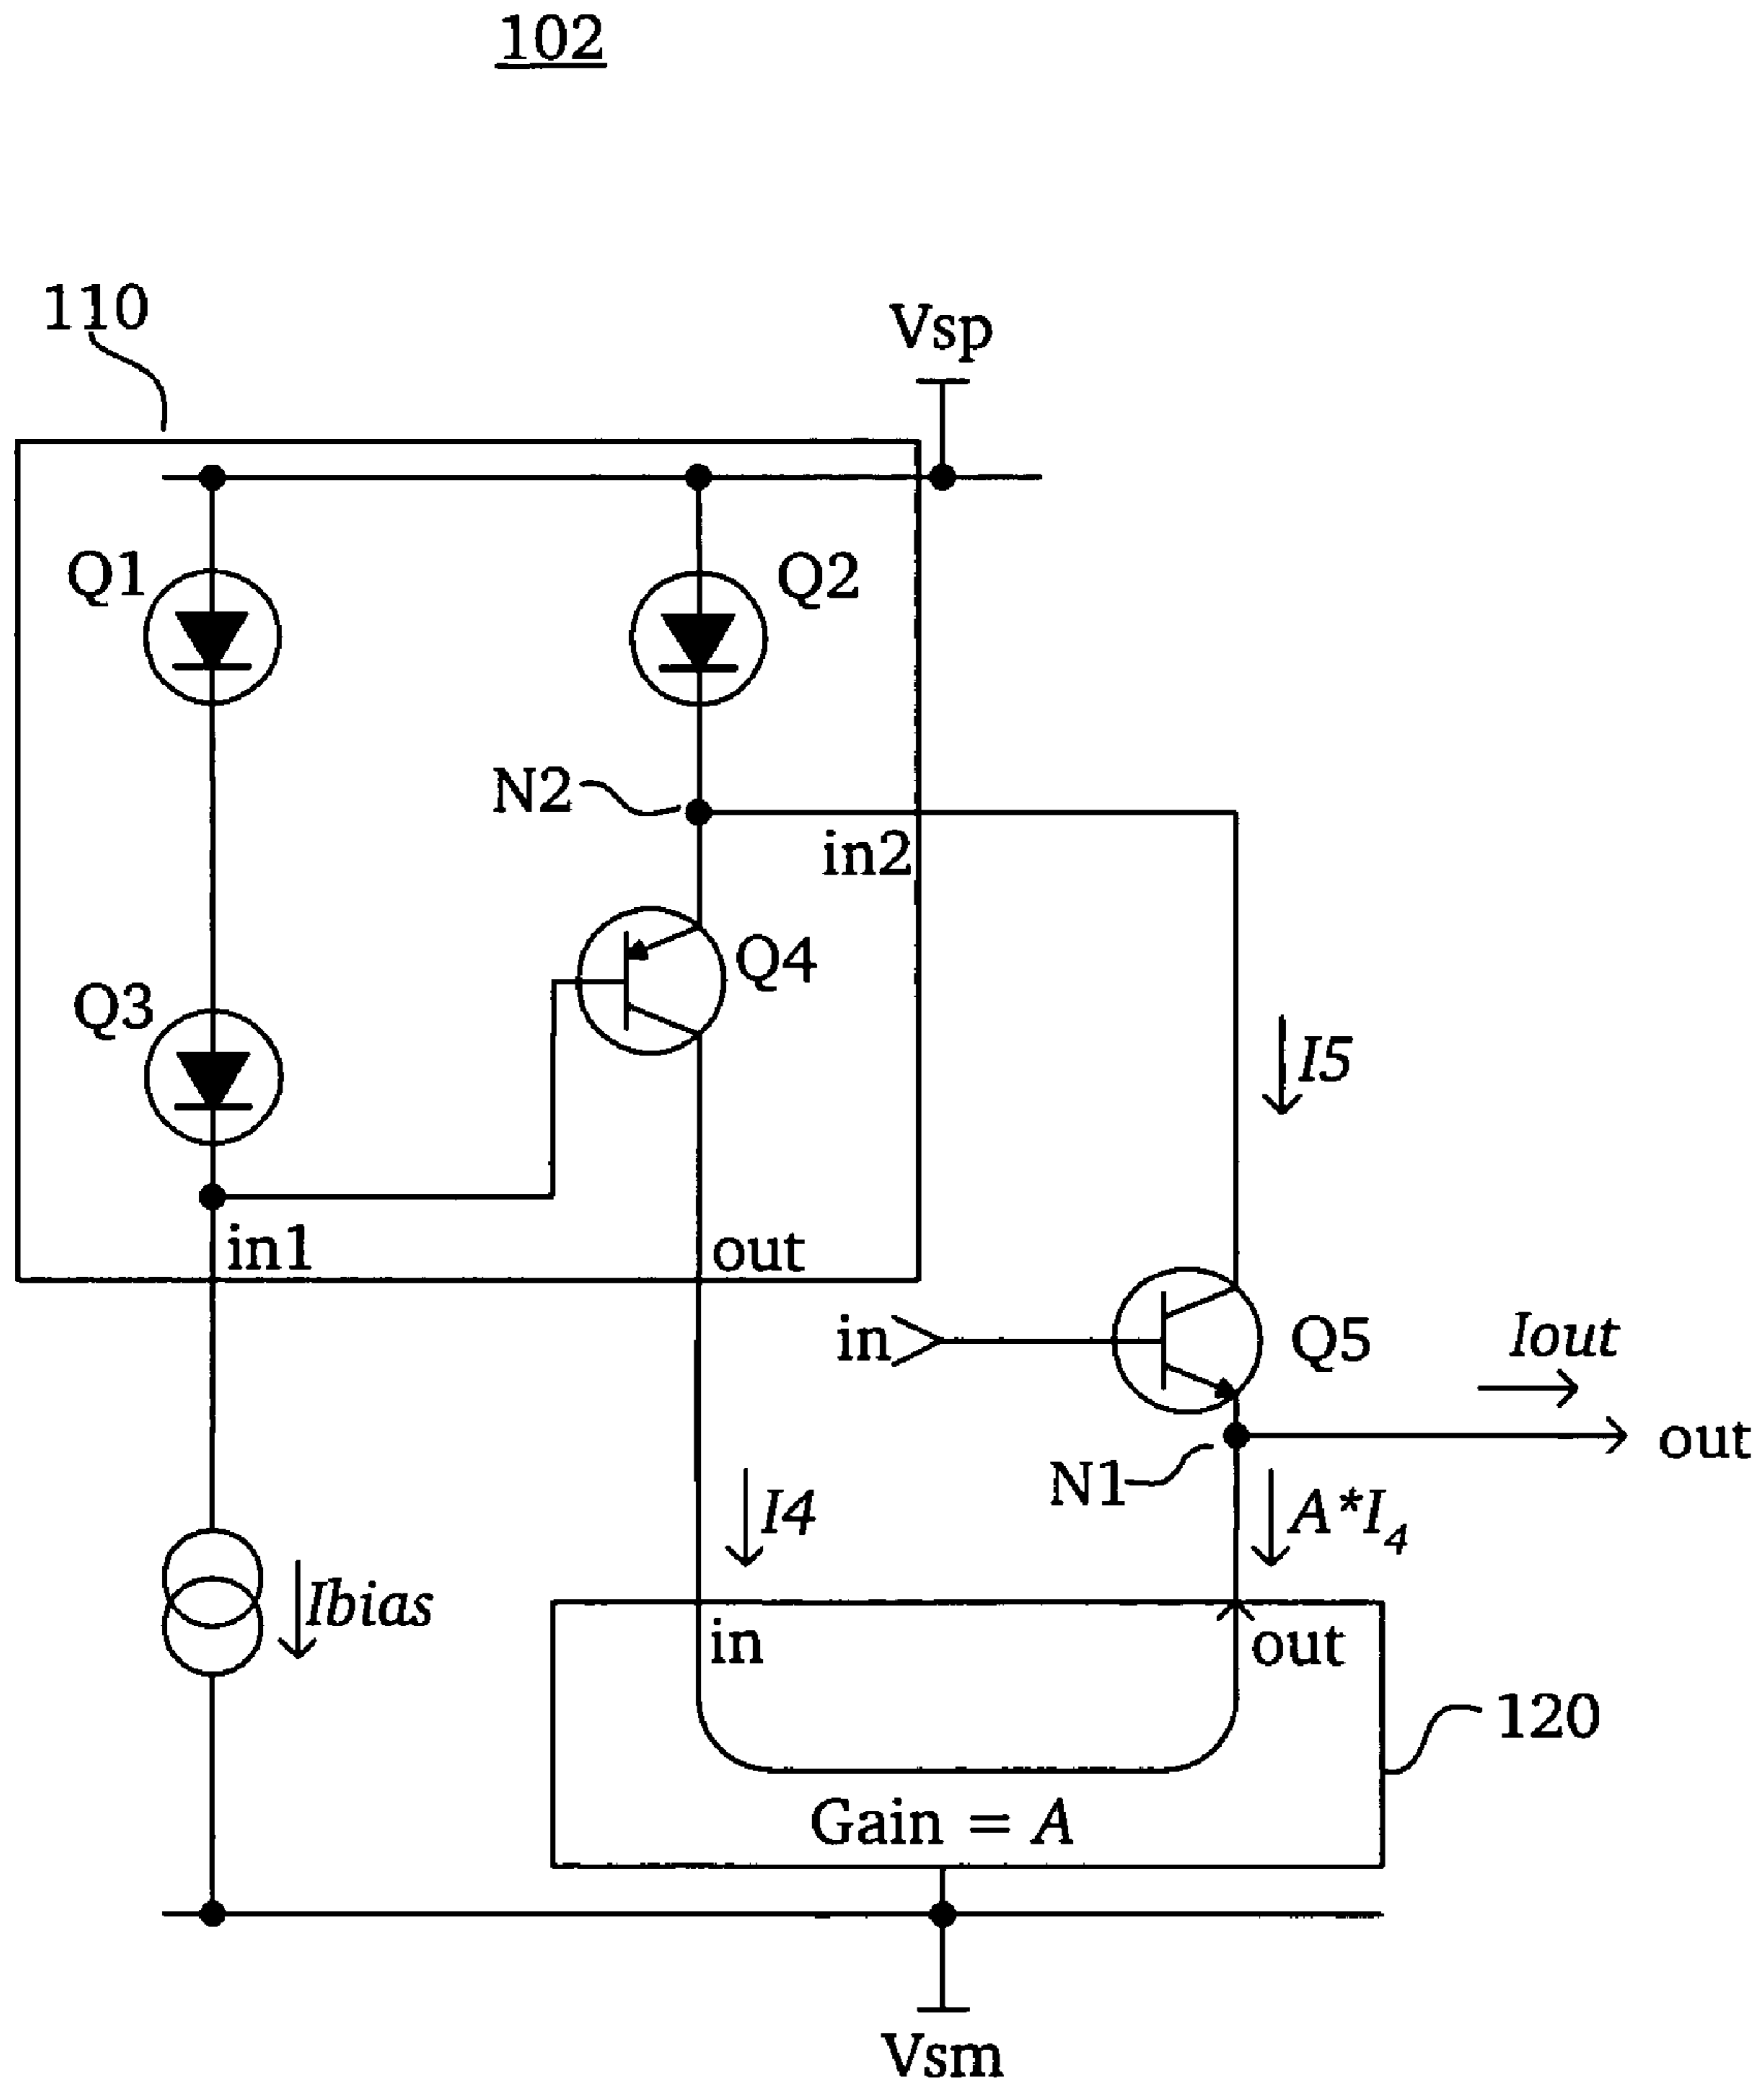 102
110
Vsp
Q1
Q2
N2
in2
Q4
Q3
I5
in1
out
in
Q5
Iout
out
N1
I4
A*I4
Ibias
in
out
120
Gain = A
Vsm